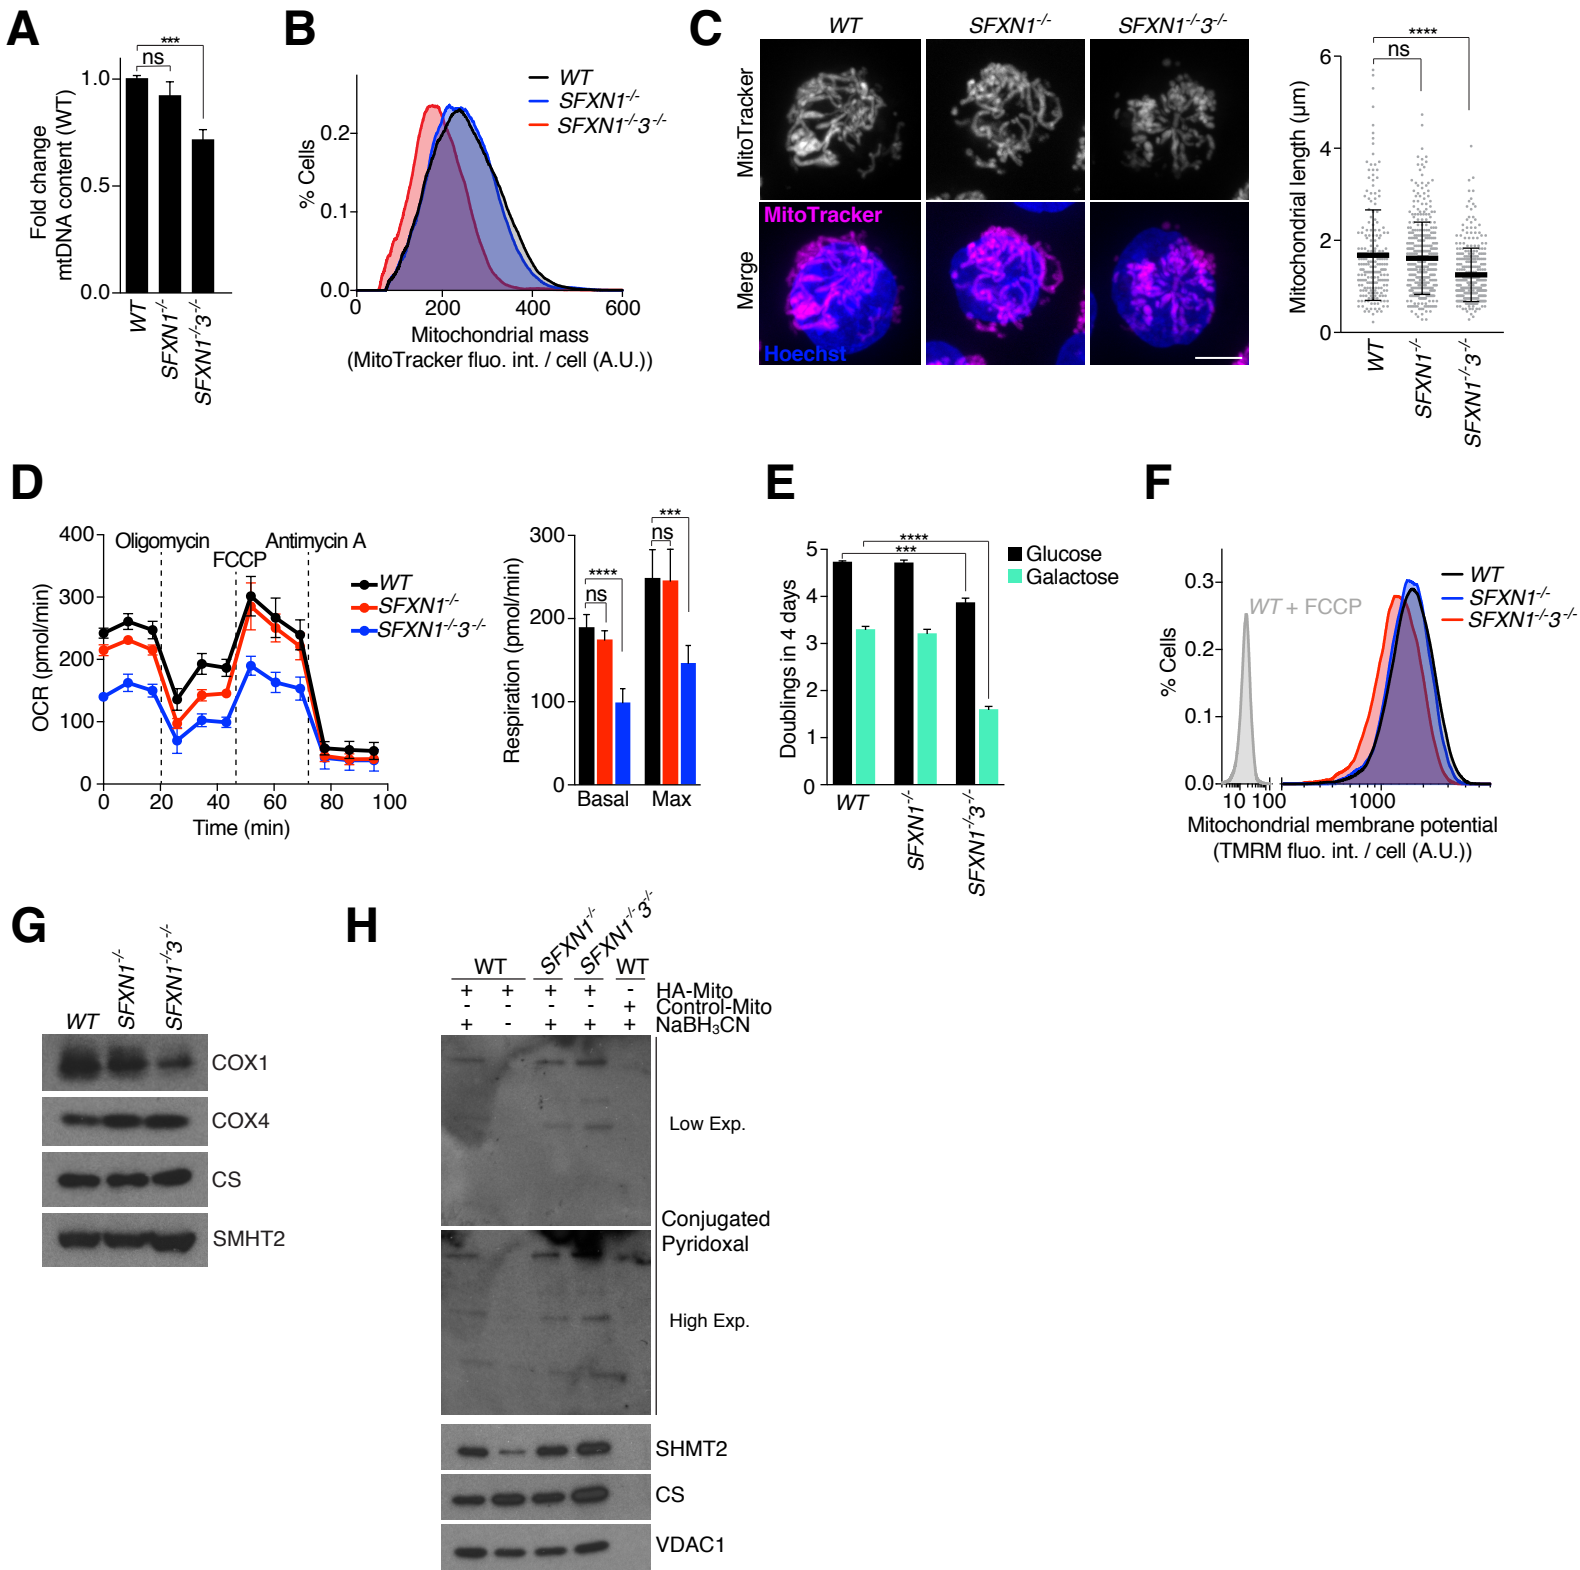 A
***
ns
1.0
0.5
0.0
Fold change
mtDNA content (WT)
WT
SFXN1-/-
SFXN1-/-3-/-
B
WT
SFXN1-/-
SFXN1-/-3-/-
% Cells
0.2
0.1
0.0
0 200 400 600
Mitochondrial mass
(MitoTracker fluo. int. / cell (A.U.))
C
WT SFXN1-/- SFXN1-/-3-/-
MitoTracker
Merge
MitoTracker
Hoechst
****
ns
6
4
2
0
Mitochondrial length (µm)
WT
SFXN1-/-
SFXN1-/-3-/-
D
400
300
200
100
0
OCR (pmol/min)
Oligomycin
FCCP
Antimycin A
WT
SFXN1-/-
SFXN1-/-3-/-
0 20 40 60 80 100
Time (min)
300
200
100
0
Respiration (pmol/min)
****
ns
***
ns
Basal Max
E
****
***
Glucose
Galactose
5
4
3
2
1
0
Doublings in 4 days
WT
SFXN1-/-
SFXN1-/-3-/-
F
WT + FCCP
WT
SFXN1-/-
SFXN1-/-3-/-
% Cells
0.3
0.2
0.1
0.0
10 100 1000
Mitochondrial membrane potential
(TMRM fluo. int. / cell (A.U.))
G
WT
SFXN1-/-
SFXN1-/-3-/-
COX1
COX4
CS
SMHT2
H
WT SFXN1-/- SFXN1-/-3-/- WT
+ + + + - HA-Mito
- - - - + Control-Mito
+ - + + + NaBH₃CN
Low Exp.
Conjugated
Pyridoxal
High Exp.
SHMT2
CS
VDAC1